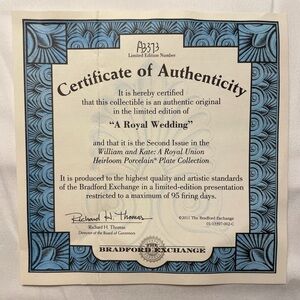 A3373
Limited Edition Number
Certificate of Authenticity
It is hereby certified
that this collectible is an authentic original
in the limited edition of
"A Royal Wedding"
and that it is the Second Issue in the
William and Kate: A Royal Union
Heirloom Porcelain® Plate Collection.
It is produced to the highest quality and artistic standards
of the Bradford Exchange in a limited-edition presentation
restricted to a maximum of 95 firing days.
Richard H. Thomas
Richard H. Thomas
Director of the Board of Governors
©2011 The Bradford Exchange
THE
BRADFORD EXCHANGE